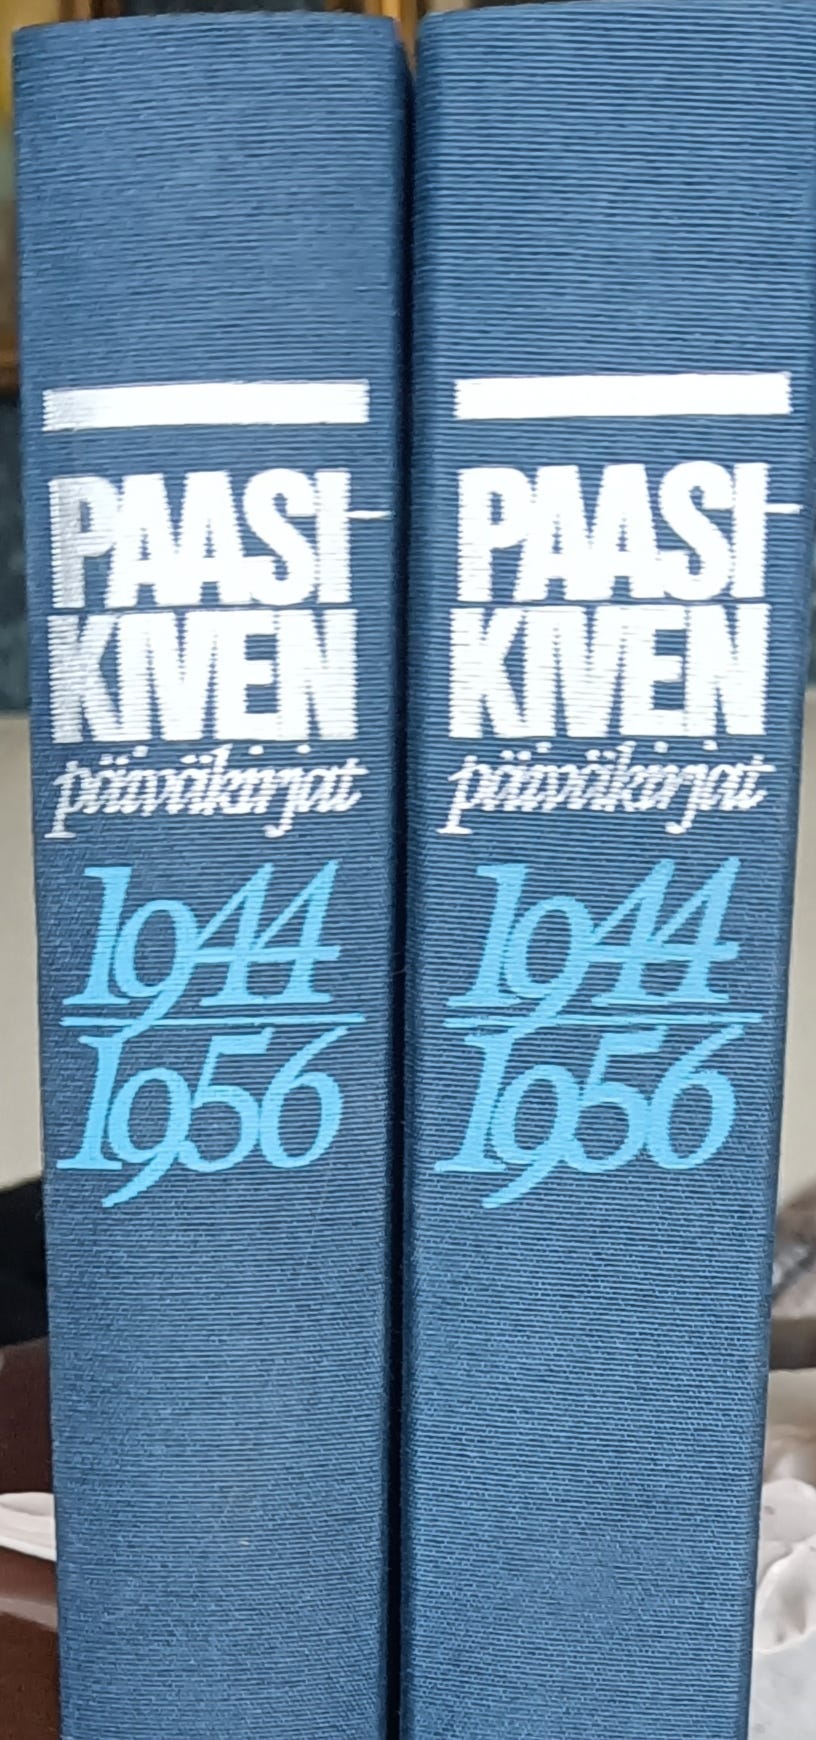 PAASI-
KIVEN
päiväkirjat
1944
1956
PAASI-
KIVEN
päiväkirjat
1944
1956